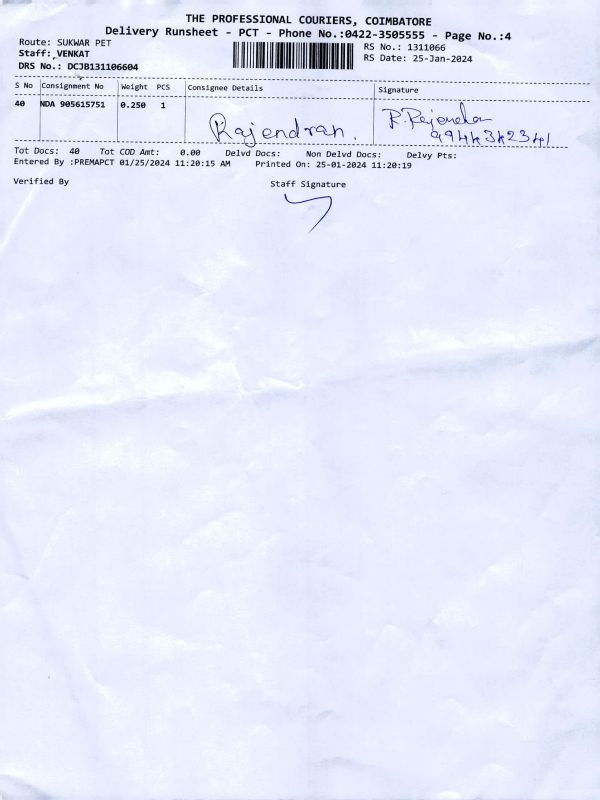 THE PROFESSIONAL COURIERS, COIMBATORE
Delivery Runsheet - PCT - Phone No.:0422-3505555 - Page No.:4
Route: SUKWAR PET RS No.: 1311066
Staff: VENKAT RS Date: 25-Jan-2024
DRS No.: DCJB131106604
S No Consignment No Weight PCS Consignee Details Signature
40 NDA 905615751 0.250 1
Rajendran. R. Rajendran
Tot Docs: 40 Tot COD Amt: 0.00 Delvd Docs: Non Delvd Docs: Delvy Pts:
Entered By :PREMAPCT 01/25/2024 11:20:15 AM Printed On: 25-01-2024 11:20:19
Verified By Staff Signature